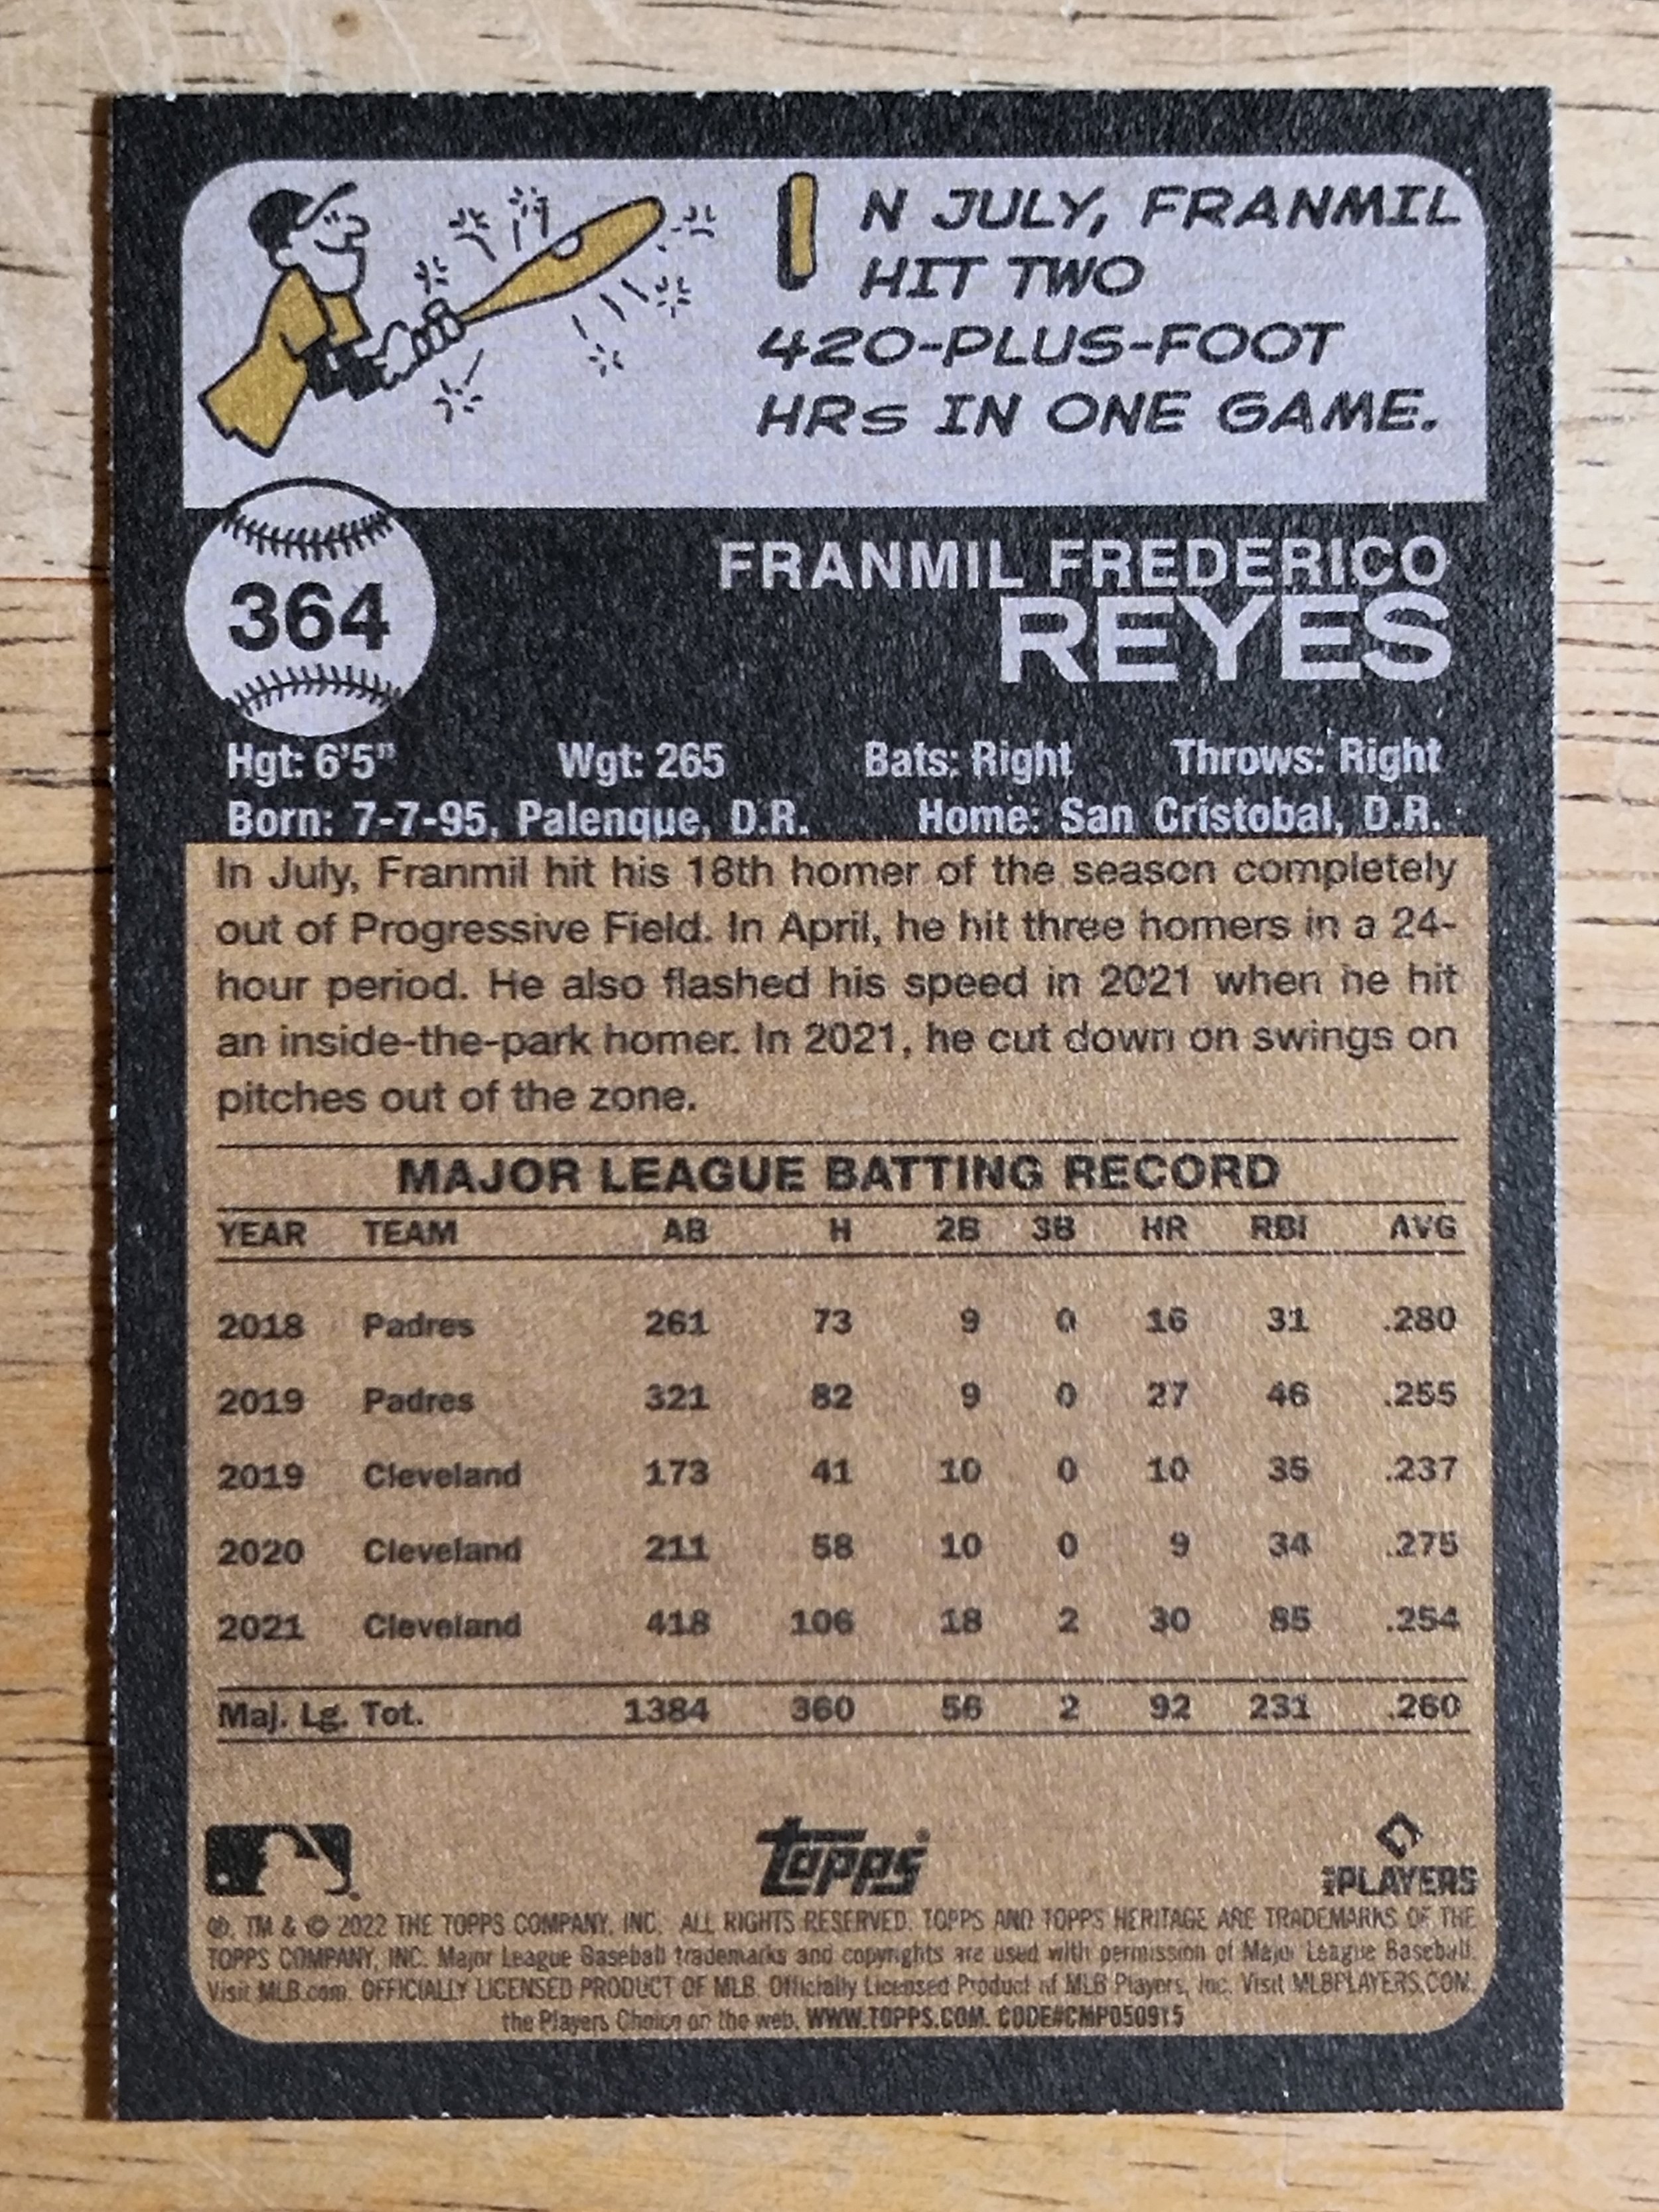 IN JULY, FRANMIL
HIT TWO
420-PLUS-FOOT
HRs IN ONE GAME.
364
FRANMIL FREDERICO
REYES
Hgt: 6'5" Wgt: 265 Bats: Right Throws: Right
Born: 7-7-95, Palenque, D.R. Home: San Cristobal, D.R.
In July, Franmil hit his 18th homer of the season completely
out of Progressive Field. In April, he hit three homers in a 24-
hour period. He also flashed his speed in 2021 when he hit
an inside-the-park homer. In 2021, he cut down on swings on
pitches out of the zone.
MAJOR LEAGUE BATTING RECORD
YEAR TEAM AB H 2B 3B HR RBI AVG
2018 Padres 261 73 9 0 16 31 .280
2019 Padres 321 82 9 0 27 46 .255
2019 Cleveland 173 41 10 0 10 35 .237
2020 Cleveland 211 58 10 0 9 34 .275
2021 Cleveland 418 106 18 2 30 85 .254
Maj. Lg. Tot. 1384 360 56 2 92 231 .260
topps®
MLB PLAYERS
®, TM & © 2022 THE TOPPS COMPANY, INC. ALL RIGHTS RESERVED. TOPPS AND TOPPS HERITAGE ARE TRADEMARKS OF THE
TOPPS COMPANY, INC. Major League Baseball trademarks and copyrights are used with permission of Major League Baseball.
Visit MLB.com. OFFICIALLY LICENSED PRODUCT OF MLB Officially Licensed Product of MLB Players, Inc. Visit MLBPLAYERS.COM,
the Players Choice on the web. WWW.TOPPS.COM. CODE#CMP050915